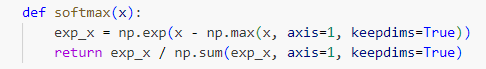 def softmax(x):
    exp_x = np.exp(x - np.max(x, axis=1, keepdims=True))
    return exp_x / np.sum(exp_x, axis=1, keepdims=True)